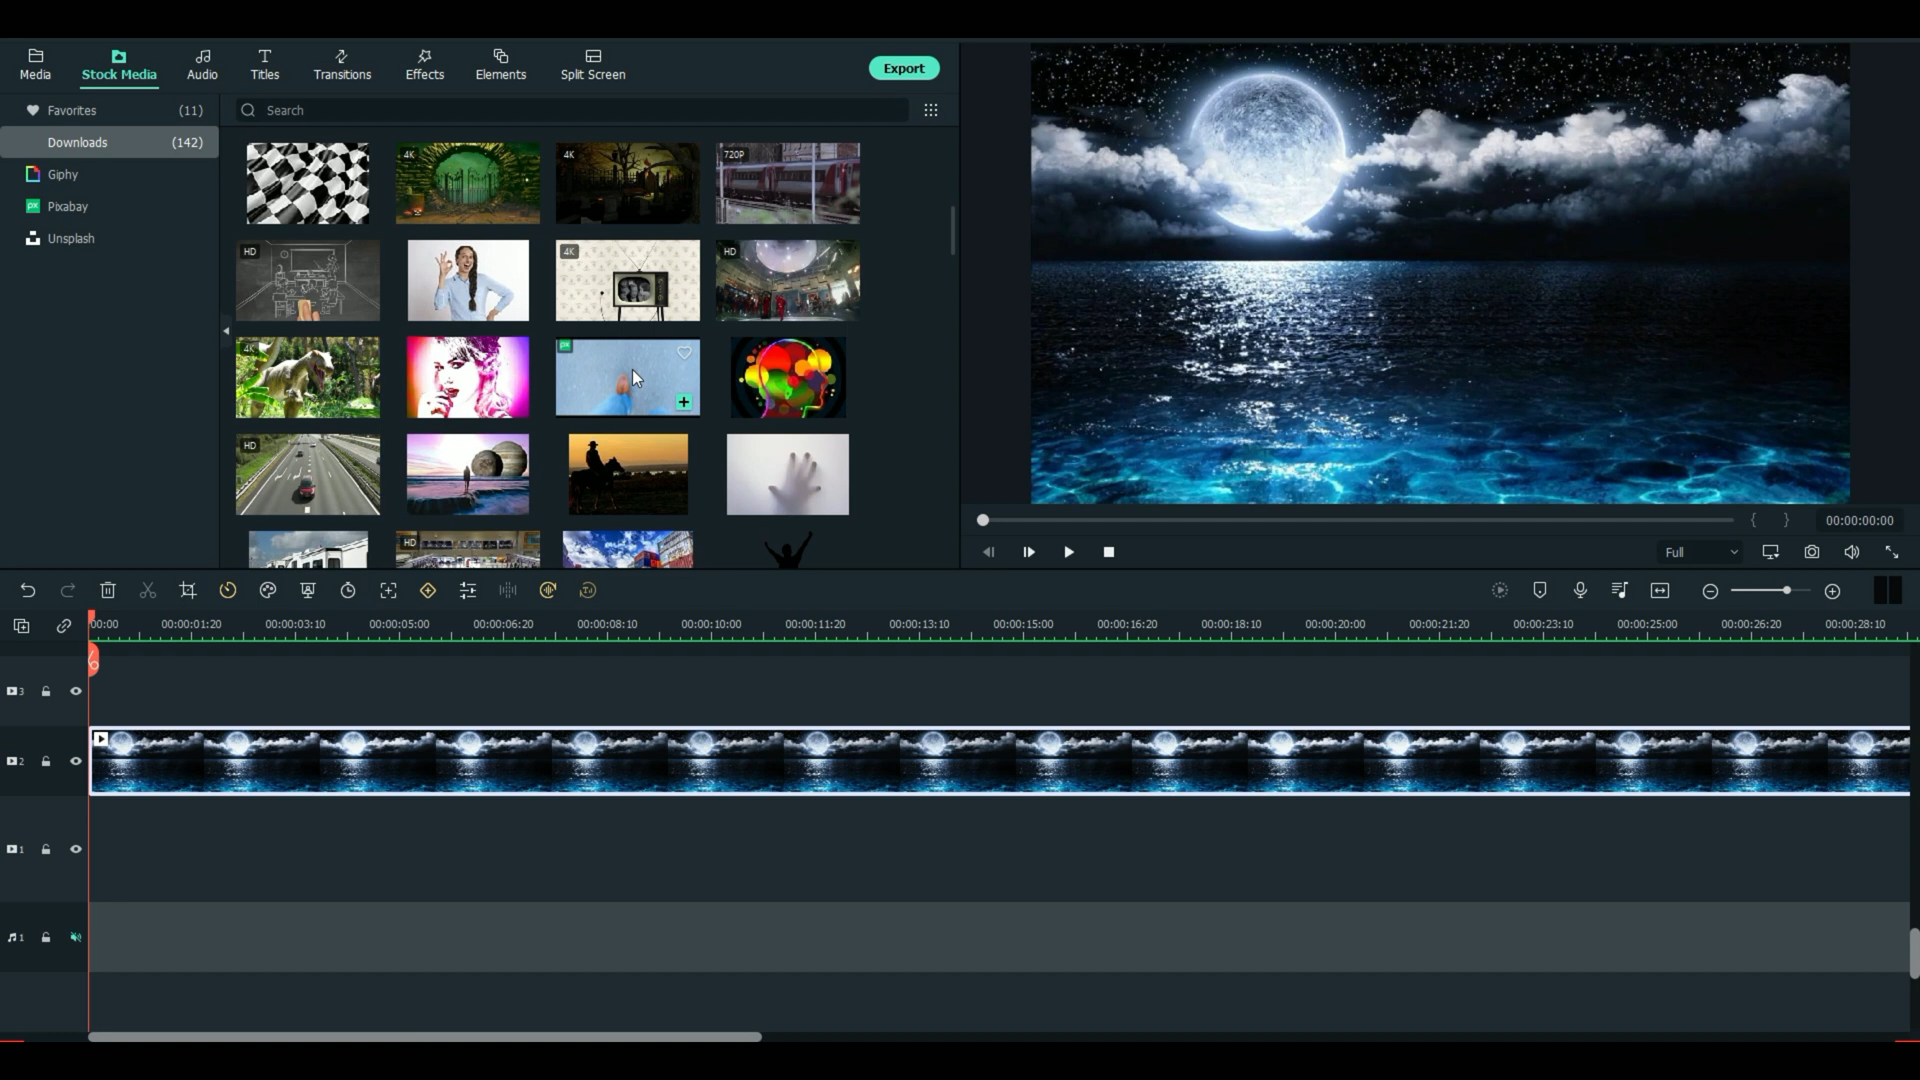 Media
Stock Media
Audio
Titles
Transitions
Effects
Elements
Split Screen
Export
Favorites (11)
Search
Downloads (142)
Giphy
px Pixabay
Unsplash
4K
4K
720P
HD
4K
HD
4K
px
HD
HD
00:00:00:00
Full
00:00 00:00:01:20 00:00:03:10 00:00:05:00 00:00:06:20 00:00:08:10 00:00:10:00 00:00:11:20 00:00:13:10 00:00:15:00 00:00:16:20 00:00:18:10 00:00:20:00 00:00:21:20 00:00:23:10 00:00:25:00 00:00:26:20 00:00:28:10
3
2
1
1